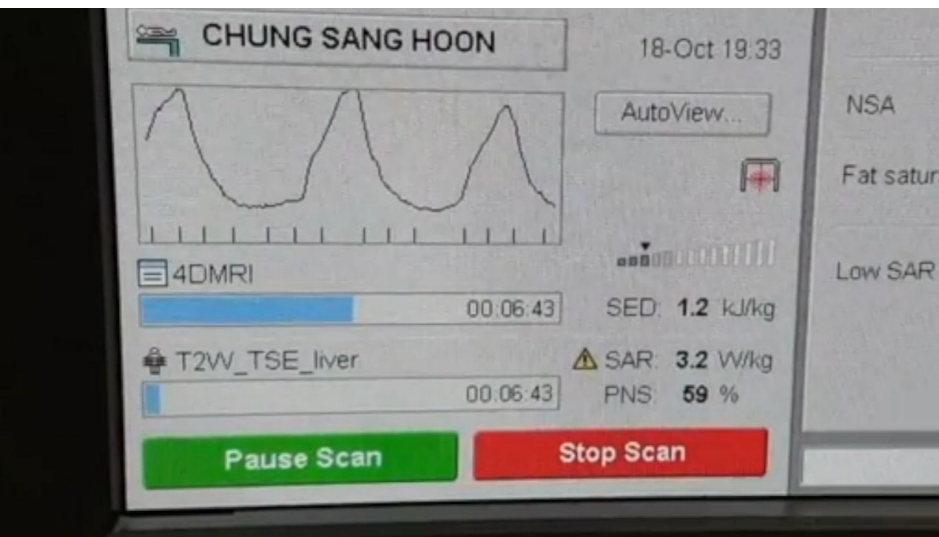 CHUNG SANG HOON
18-Oct 19:33
AutoView...
4DMRI
00:06:43
SED: 1.2 kJ/kg
T2W_TSE_liver
SAR: 3.2 W/kg
00:06:43
PNS: 59 %
Pause Scan
Stop Scan
NSA
Fat satur
Low SAR